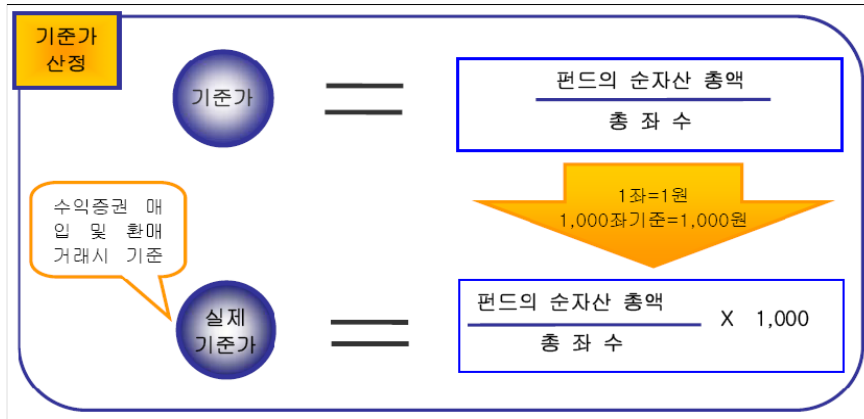 기준가
산정
기준가
펀드의 순자산 총액
총 좌 수
1좌=1원
1,000좌기준=1,000원
수익증권 매
입 및 환매
거래시 기준
실제
기준가
펀드의 순자산 총액
X 1,000
총 좌 수